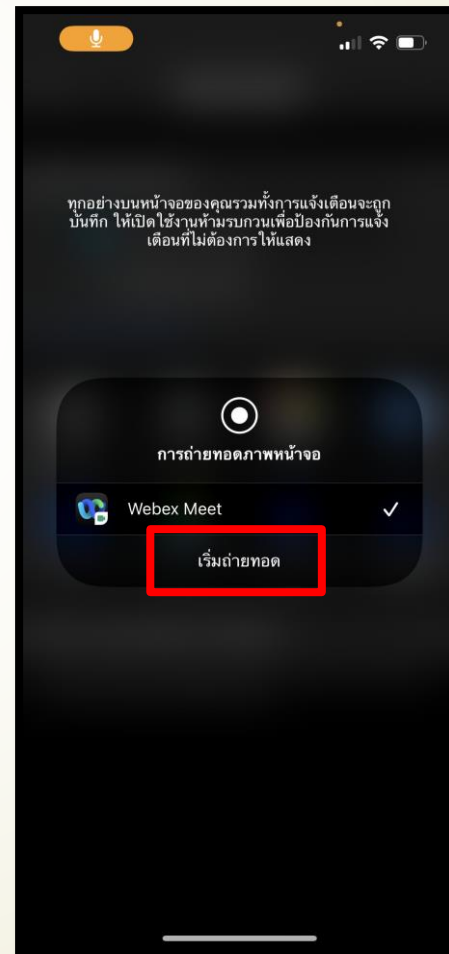 ทุกอย่างบนหน้าจอของคุณรวมทั้งการแจ้งเตือนจะถูก
บันทึก ให้เปิดใช้งานห้ามรบกวนเพื่อป้องกันการแจ้ง
เตือนที่ไม่ต้องการให้แสดง
การถ่ายทอดภาพหน้าจอ
Webex Meet
เริ่มถ่ายทอด